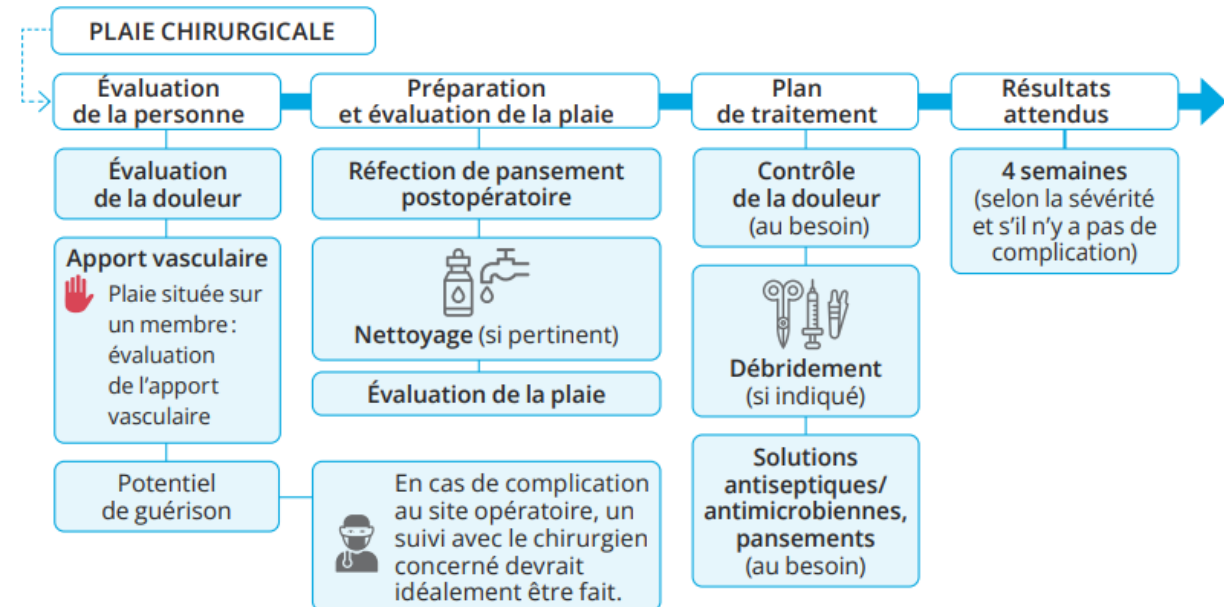 PLAIE CHIRURGICALE
Évaluation
de la personne
Préparation
et évaluation de la plaie
Plan
de traitement
Résultats
attendus
Évaluation
de la douleur
Apport vasculaire
Plaie située sur
un membre :
évaluation
de l’apport
vasculaire
Potentiel
de guérison
Réfection de pansement
postopératoire
Nettoyage (si pertinent)
Évaluation de la plaie
En cas de complication
au site opératoire, un
suivi avec le chirurgien
concerné devrait
idéalement être fait.
Contrôle
de la douleur
(au besoin)
Débridement
(si indiqué)
Solutions
antiseptiques/
antimicrobiennes,
pansements
(au besoin)
4 semaines
(selon la sévérité
et s’il n’y a pas de
complication)